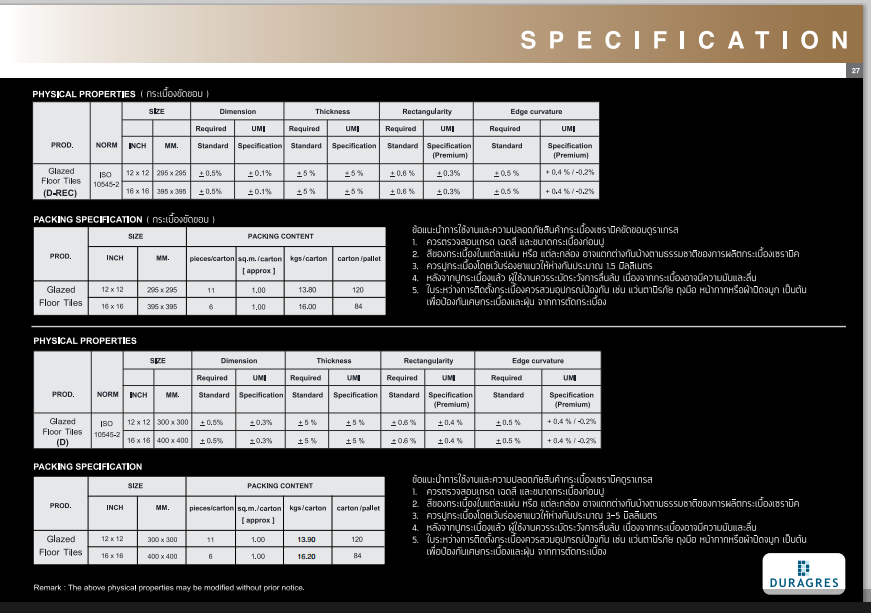 SPECIFICATION
27
PHYSICAL PROPERTIES ( กระเบื้องขัดขอบ )
SIZE Dimension Thickness Rectangularity Edge curvature
Required UMI Required UMI Required UMI Required UMI
PROD. NORM INCH MM. Standard Specification Standard Specification Standard Specification (Premium) Standard Specification (Premium)
Glazed Floor Tiles (D-REC) ISO 10545-2 12 x 12 295 x 295 ± 0.5% ± 0.1% ± 5 % ± 5 % ± 0.6 % ± 0.3% ± 0.5 % + 0.4 % / -0.2%
16 x 16 395 x 395 ± 0.5% ± 0.1% ± 5 % ± 5 % ± 0.6 % ± 0.3% ± 0.5 % + 0.4 % / -0.2%
PACKING SPECIFICATION ( กระเบื้องขัดขอบ )
SIZE PACKING CONTENT
PROD. INCH MM. pieces/carton sq.m./carton [ approx ] kgs/carton carton/pallet
Glazed Floor Tiles 12 x 12 295 x 295 11 1.00 13.80 120
16 x 16 395 x 395 6 1.00 16.00 84
ข้อแนะนำการใช้งานและความปลอดภัยสินค้ากระเบื้องเซรามิคขัดขอบดูราเกรส
1. ควรตรวจสอบเกรด เฉดสี และขนาดกระเบื้องก่อนปู
2. สีของกระเบื้องในแต่ละแผ่น หรือ แต่ละกล่อง อาจแตกต่างกันบ้างตามธรรมชาติของการผลิตกระเบื้องเซรามิค
3. ควรปูกระเบื้องโดยเว้นร่องยาแนวให้ห่างกันประมาณ 1.5 มิลลิเมตร
4. หลังจากปูกระเบื้องแล้ว ผู้ใช้งานควรระมัดระวังการลื่นล้ม เนื่องจากกระเบื้องอาจมีความมันและลื่น
5. ในระหว่างการติดตั้งกระเบื้องควรสวมอุปกรณ์ป้องกัน เช่น แว่นตานิรภัย ถุงมือ หน้ากากหรือผ้าปิดจมูก เป็นต้น
เพื่อป้องกันเศษกระเบื้องและฝุ่น จากการตัดกระเบื้อง
PHYSICAL PROPERTIES
SIZE Dimension Thickness Rectangularity Edge curvature
Required UMI Required UMI Required UMI Required UMI
PROD. NORM INCH MM. Standard Specification Standard Specification Standard Specification (Premium) Standard Specification (Premium)
Glazed Floor Tiles (D) ISO 10545-2 12 x 12 300 x 300 ± 0.5% ± 0.3% ± 5 % ± 5 % ± 0.6 % ± 0.4 % ± 0.5 % + 0.4 % / -0.2%
16 x 16 400 x 400 ± 0.5% ± 0.3% ± 5 % ± 5 % ± 0.6 % ± 0.4 % ± 0.5 % + 0.4 % / -0.2%
PACKING SPECIFICATION
SIZE PACKING CONTENT
PROD. INCH MM. pieces/carton sq.m./carton [ approx ] kgs/carton carton/pallet
Glazed Floor Tiles 12 x 12 300 x 300 11 1.00 13.90 120
16 x 16 400 x 400 6 1.00 16.20 84
ข้อแนะนำการใช้งานและความปลอดภัยสินค้ากระเบื้องเซรามิคดูราเกรส
1. ควรตรวจสอบเกรด เฉดสี และขนาดกระเบื้องก่อนปู
2. สีของกระเบื้องในแต่ละแผ่น หรือ แต่ละกล่อง อาจแตกต่างกันบ้างตามธรรมชาติของการผลิตกระเบื้องเซรามิค
3. ควรปูกระเบื้องโดยเว้นร่องยาแนวให้ห่างกันประมาณ 3-5 มิลลิเมตร
4. หลังจากปูกระเบื้องแล้ว ผู้ใช้งานควรระมัดระวังการลื่นล้ม เนื่องจากกระเบื้องอาจมีความมันและลื่น
5. ในระหว่างการติดตั้งกระเบื้องควรสวมอุปกรณ์ป้องกัน เช่น แว่นตานิรภัย ถุงมือ หน้ากากหรือผ้าปิดจมูก เป็นต้น
เพื่อป้องกันเศษกระเบื้องและฝุ่น จากการตัดกระเบื้อง
Remark : The above physical properties may be modified without prior notice.
DURAGRES